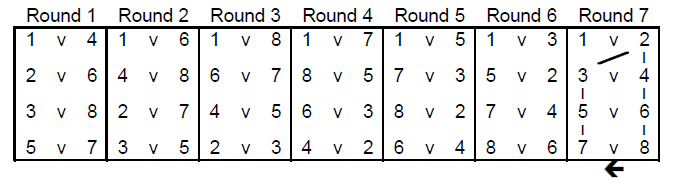 Round 1 Round 2 Round 3 Round 4 Round 5 Round 6 Round 7
1 v 4 1 v 6 1 v 8 1 v 7 1 v 5 1 v 3 1 v 2
2 v 6 4 v 8 6 v 7 8 v 5 7 v 3 5 v 2 3 v 4
3 v 8 2 v 7 4 v 5 6 v 3 8 v 2 7 v 4 5 v 6
5 v 7 3 v 5 2 v 3 4 v 2 6 v 4 8 v 6 7 v 8